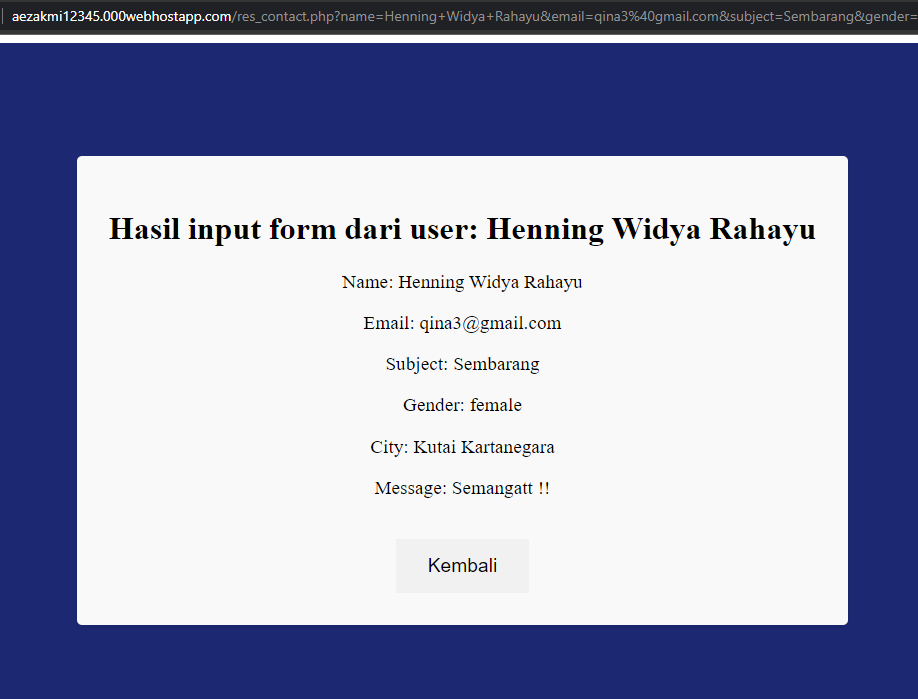 aezakmi12345.000webhostapp.com/res_contact.php?name=Henning+Widya+Rahayu&email=qina3%40gmail.com&subject=Sembarang&gender=
Hasil input form dari user: Henning Widya Rahayu
Name: Henning Widya Rahayu
Email: qina3@gmail.com
Subject: Sembarang
Gender: female
City: Kutai Kartanegara
Message: Semangatt !!
Kembali